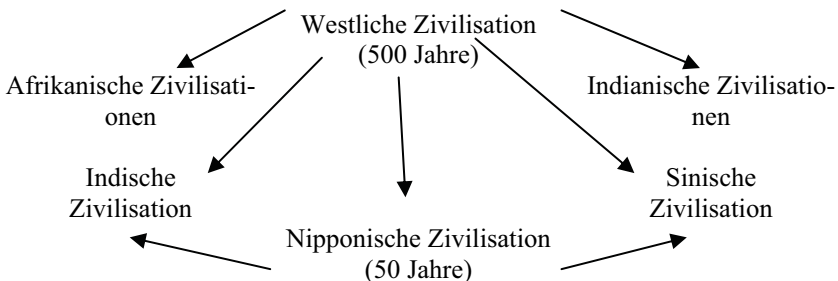 Westliche Zivilisation
(500 Jahre)
Afrikanische Zivilisati-
onen
Indianische Zivilisatio-
nen
Indische
Zivilisation
Sinische
Zivilisation
Nipponische Zivilisation
(50 Jahre)